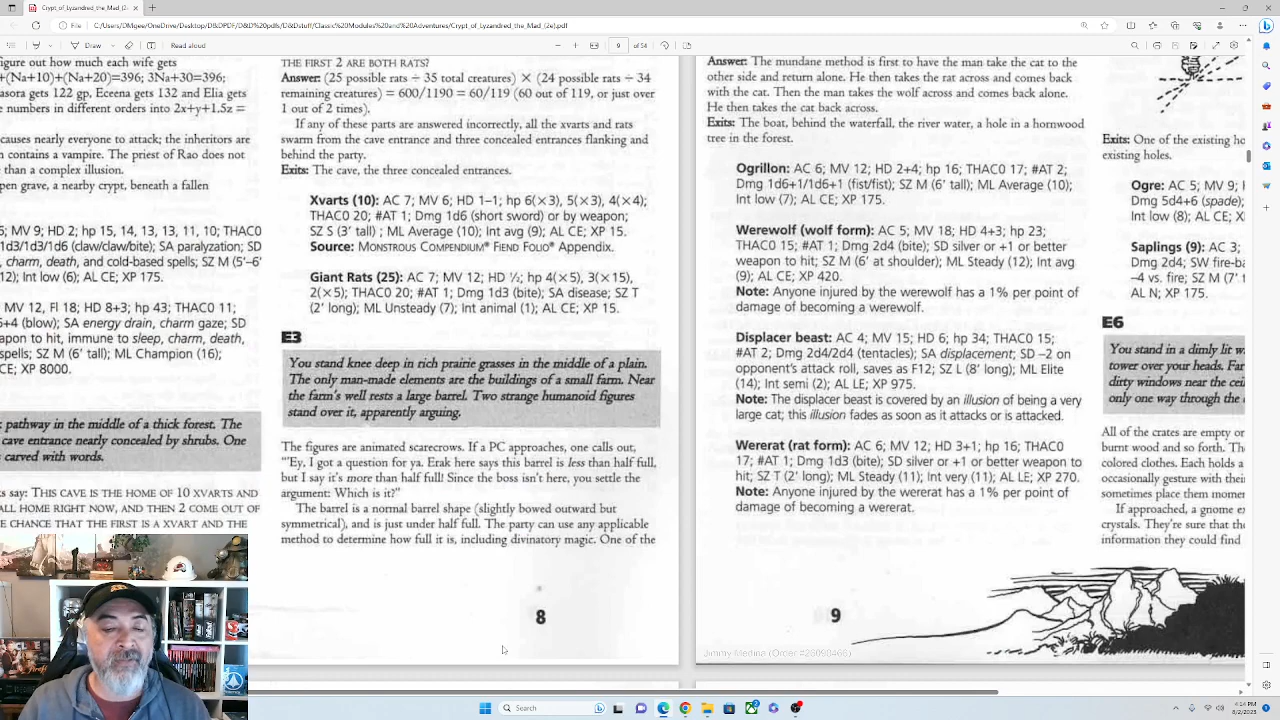 Crypt_of_Lyzandred_the_Mad_(2e
File
C:/Users/DMgee/OneDrive/Desktop/D&DPDF/D&D%20pdfs/D&Dstuff/Classic%20Modules%20and%20Adventures/Crypt_of_Lyzandred_the_Mad_(2e).pdf
Draw
Read aloud
9
of 54
figure out how much each wife gets
+(Na+10)+(Na+20)=396; 3Na+30=396;
asora gets 122 gp, Eceena gets 132 and Elia gets
numbers in different orders into 2x+y+1.5z =
causes nearly everyone to attack; the inheritors are
contains a vampire. The priest of Rao does not
than a complex illusion.
pen grave, a nearby crypt, beneath a fallen
5; MV 9; HD 2; hp 15, 14, 13, 13, 11, 10; THAC0
1d3/1d3/1d6 (claw/claw/bite); SA paralyzation; SD
charm, death, and cold-based spells; SZ M (5'-6'
12); Int low (6); AL CE; XP 175.
MV 12, Fl 18; HD 8+3; hp 43; THAC0 11;
6+4 (blow); SA energy drain, charm gaze; SD
apon to hit, immune to sleep, charm, death,
spells; SZ M (6' tall); ML Champion (16);
CE; XP 8000.
pathway in the middle of a thick forest. The
cave entrance nearly concealed by shrubs. One
carved with words.
s say: THIS CAVE IS THE HOME OF 10 XVARTS AND
ALL HOME RIGHT NOW, AND THEN 2 COME OUT OF
E CHANCE THAT THE FIRST IS A XVART AND THE
THE FIRST 2 ARE BOTH RATS?
Answer: (25 possible rats ÷ 35 total creatures) × (24 possible rats ÷ 34
remaining creatures) = 600/1190 = 60/119 (60 out of 119, or just over
1 out of 2 times).
If any of these parts are answered incorrectly, all the xvarts and rats
swarm from the cave entrance and three concealed entrances flanking and
behind the party.
Exits: The cave, the three concealed entrances.
Xvarts (10): AC 7; MV 6; HD 1–1; hp 6(×3), 5(×3), 4(×4);
THAC0 20; #AT 1; Dmg 1d6 (short sword) or by weapon;
SZ S (3' tall) ; ML Average (10); Int avg (9); AL CE; XP 15.
Source: MONSTROUS COMPENDIUM® FIEND FOLIO® Appendix.
Giant Rats (25): AC 7; MV 12; HD ½; hp 4(×5), 3(×15),
2(×5); THAC0 20; #AT 1; Dmg 1d3 (bite); SA disease; SZ T
(2' long); ML Unsteady (7); Int animal (1); AL CE; XP 15.
E3
You stand knee deep in rich prairie grasses in the middle of a plain.
The only man-made elements are the buildings of a small farm. Near
the farm's well rests a large barrel. Two strange humanoid figures
stand over it, apparently arguing.
The figures are animated scarecrows. If a PC approaches, one calls out,
"Ey, I got a question for ya. Erak here says this barrel is less than half full,
but I say it's more than half full! Since the boss isn't here, you settle the
argument: Which is it?"
The barrel is a normal barrel shape (slightly bowed outward but
symmetrical), and is just under half full. The party can use any applicable
method to determine how full it is, including divinatory magic. One of the
8
Answer: The mundane method is first to have the man take the cat to the
other side and return alone. He then takes the rat across and comes back
with the cat. Then the man takes the wolf across and comes back alone.
He then takes the cat back across.
Exits: The boat, behind the waterfall, the river water, a hole in a hornwood
tree in the forest.
Ogrillon: AC 6; MV 12; HD 2+4; hp 16; THAC0 17; #AT 2;
Dmg 1d6+1/1d6+1 (fist/fist); SZ M (6' tall); ML Average (10);
Int low (7); AL CE; XP 175.
Werewolf (wolf form): AC 5; MV 18; HD 4+3; hp 23;
THAC0 15; #AT 1; Dmg 2d4 (bite); SD silver or +1 or better
weapon to hit; SZ M (6' at shoulder); ML Steady (12); Int avg
(9); AL CE; XP 420.
Note: Anyone injured by the werewolf has a 1% per point of
damage of becoming a werewolf.
Displacer beast: AC 4; MV 15; HD 6; hp 34; THAC0 15;
#AT 2; Dmg 2d4/2d4 (tentacles); SA displacement; SD –2 on
opponent's attack roll, saves as F12; SZ L (8' long); ML Elite
(14); Int semi (2); AL LE; XP 975.
Note: The displacer beast is covered by an illusion of being a very
large cat; this illusion fades as soon as it attacks or is attacked.
Wererat (rat form): AC 6; MV 12; HD 3+1; hp 16; THAC0
17; #AT 1; Dmg 1d3 (bite); SD silver or +1 or better weapon to
hit; SZ T (2' long); ML Steady (11); Int very (11); AL LE; XP 270.
Note: Anyone injured by the wererat has a 1% per point of
damage of becoming a wererat.
9
Jimmy Medina (Order #28098466)
Exits: One of the existing ho
existing holes.
Ogre: AC 5; MV 9; H
Dmg 5d4+6 (spade);
Int low (8); AL CE; X
Saplings (9): AC 3;
Dmg 2d4; SW fire-ba
–4 vs. fire; SZ M (7' t
AL N; XP 175.
E6
You stand in a dimly lit w
tower over your heads. Far
dirty windows near the cei
only one way through the
All of the crates are empty or
burnt wood and so forth. T
colored clothes. Each holds a
occasionally gesture with thei
sometimes place them momen
If approached, a gnome ex
crystals. They're sure that the
information they could find
Search
4:14 PM
8/2/2023